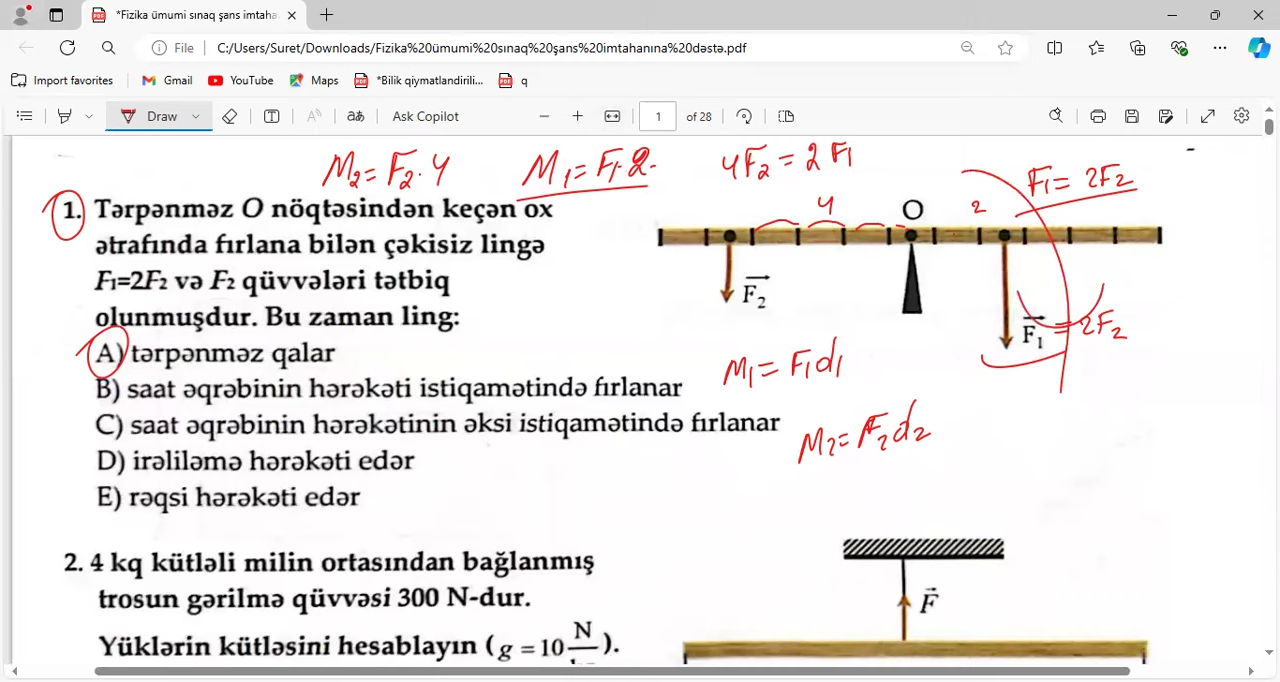 *Fizika ümumi sınaq şans imtaha
File C:/Users/Suret/Downloads/Fizika%20ümumi%20sınaq%20şans%20imtahanına%20dəstə.pdf
Import favorites Gmail YouTube Maps *Bilik qiymatlandirili... q
Draw aあ Ask Copilot 1 of 28
M₂=F₂·4 M₁=F₁·2 4F₂=2F₁
F₁=2F₂
1. Tərpənməz O nöqtəsindən keçən ox
ətrafında fırlana bilən çəkisiz lingə
F₁=2F₂ və F₂ qüvvələri tətbiq
olunmuşdur. Bu zaman ling:
A) tərpənməz qalar
B) saat əqrəbinin hərəkəti istiqamətində fırlanar
C) saat əqrəbinin hərəkətinin əksi istiqamətində fırlanar
D) irəliləmə hərəkəti edər
E) rəqsi hərəkəti edər
4 O 2
F₂
F₁ =2F₂
M₁=F₁d₁
M₂=F₂d₂
2. 4 kq kütləli milin ortasından bağlanmış
trosun gərilmə qüvvəsi 300 N-dur.
Yüklərin kütləsini hesablayın (g=10 N
F